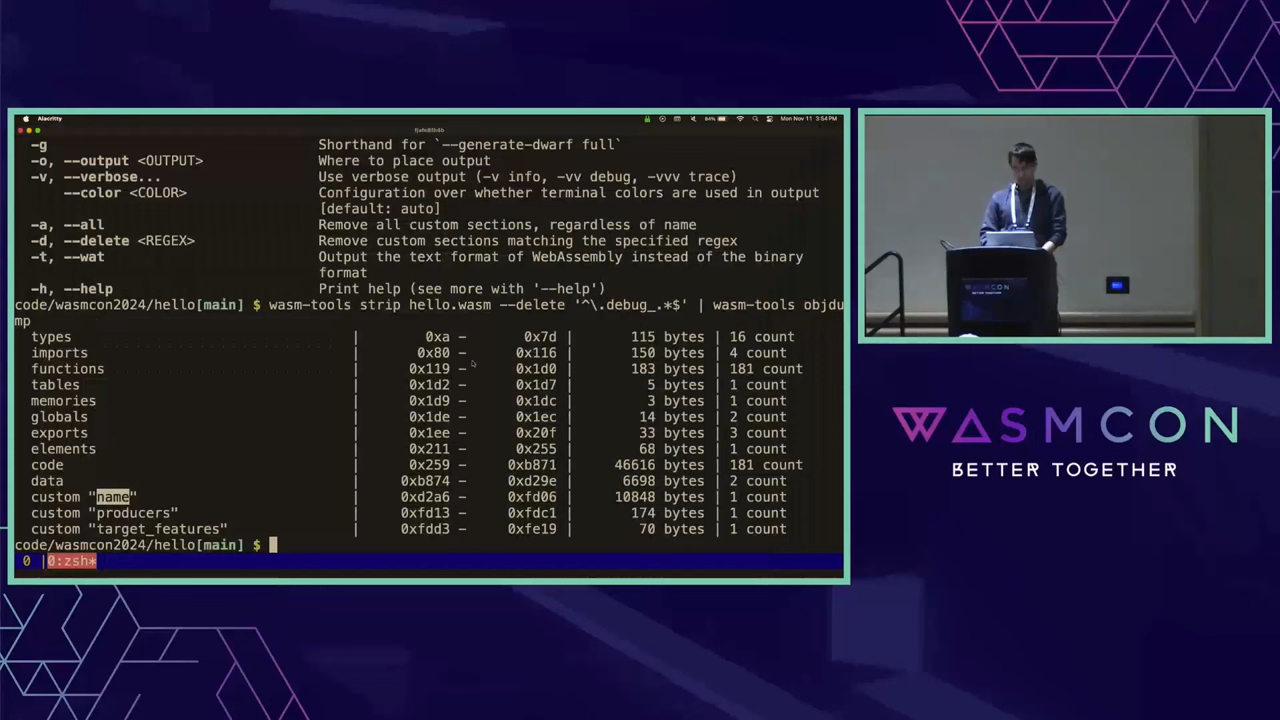 Alacritty
84%
Mon Nov 11 3:54 PM
-g Shorthand for `--generate-dwarf full`
-o, --output <OUTPUT> Where to place output
-v, --verbose... Use verbose output (-v info, -vv debug, -vvv trace)
--color <COLOR> Configuration over whether terminal colors are used in output
[default: auto]
-a, --all Remove all custom sections, regardless of name
-d, --delete <REGEX> Remove custom sections matching the specified regex
-t, --wat Output the text format of WebAssembly instead of the binary
format
-h, --help Print help (see more with '--help')
code/wasmcon2024/hello[main] $ wasm-tools strip hello.wasm --delete '^\.debug_.*$' | wasm-tools objdu
mp
types | 0xa - 0x7d | 115 bytes | 16 count
imports | 0x80 - 0x116 | 150 bytes | 4 count
functions | 0x119 - 0x1d0 | 183 bytes | 181 count
tables | 0x1d2 - 0x1d7 | 5 bytes | 1 count
memories | 0x1d9 - 0x1dc | 3 bytes | 1 count
globals | 0x1de - 0x1ec | 14 bytes | 2 count
exports | 0x1ee - 0x20f | 33 bytes | 3 count
elements | 0x211 - 0x255 | 68 bytes | 1 count
code | 0x259 - 0xb871 | 46616 bytes | 181 count
data | 0xb874 - 0xd29e | 6698 bytes | 2 count
custom "name" | 0xd2a6 - 0xfd06 | 10848 bytes | 1 count
custom "producers" | 0xfd13 - 0xfdc1 | 174 bytes | 1 count
custom "target_features" | 0xfdd3 - 0xfe19 | 70 bytes | 1 count
code/wasmcon2024/hello[main] $
0 |0:zsh*
WASMCON
WASMCON
BETTER TOGETHER